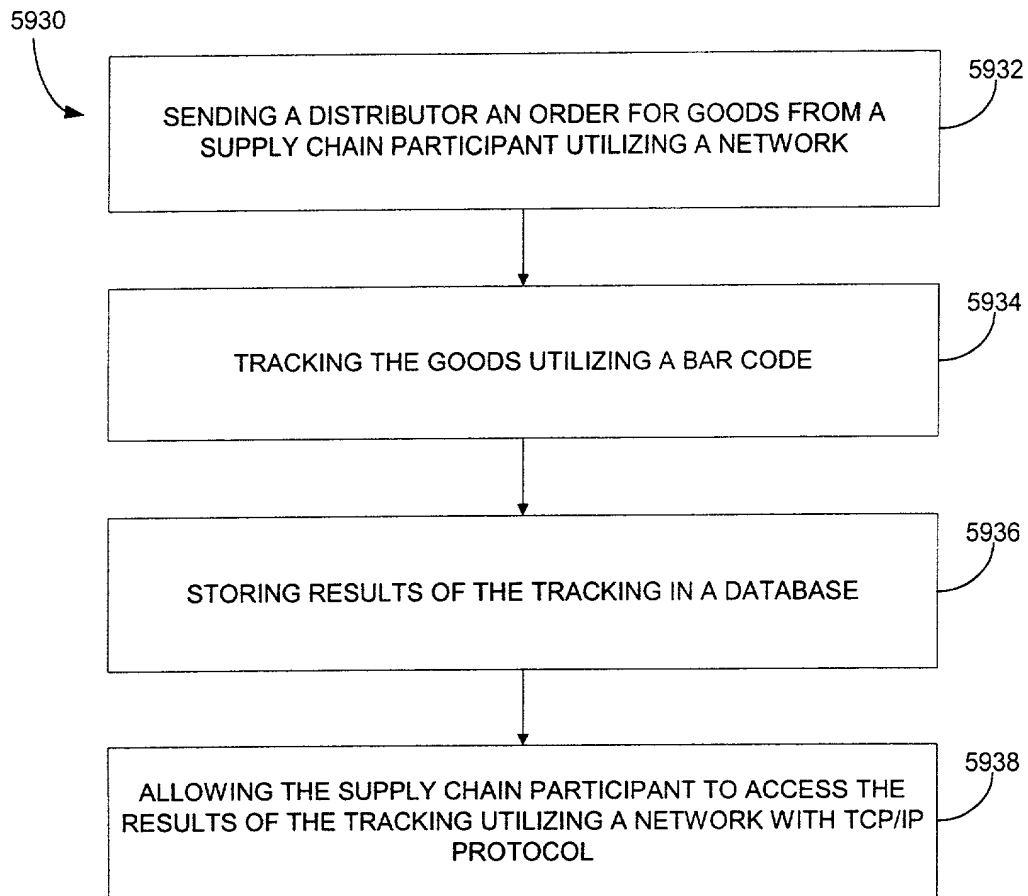 5930
5932
SENDING A DISTRIBUTOR AN ORDER FOR GOODS FROM A
SUPPLY CHAIN PARTICIPANT UTILIZING A NETWORK
5934
TRACKING THE GOODS UTILIZING A BAR CODE
5936
STORING RESULTS OF THE TRACKING IN A DATABASE
5938
ALLOWING THE SUPPLY CHAIN PARTICIPANT TO ACCESS THE
RESULTS OF THE TRACKING UTILIZING A NETWORK WITH TCP/IP
PROTOCOL